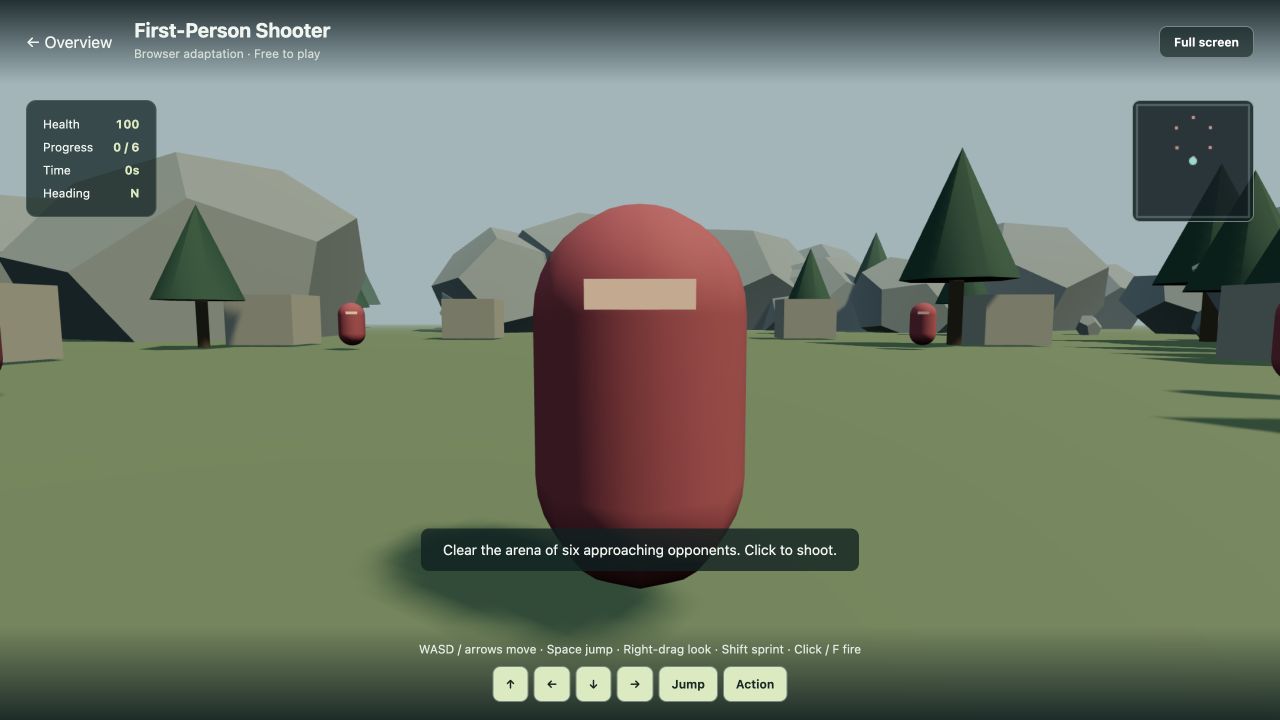 ← Overview
First-Person Shooter
Browser adaptation · Free to play
Full screen
Health 100
Progress 0 / 6
Time 0s
Heading N
Clear the arena of six approaching opponents. Click to shoot.
WASD / arrows move · Space jump · Right-drag look · Shift sprint · Click / F fire
↑ ← ↓ → Jump Action